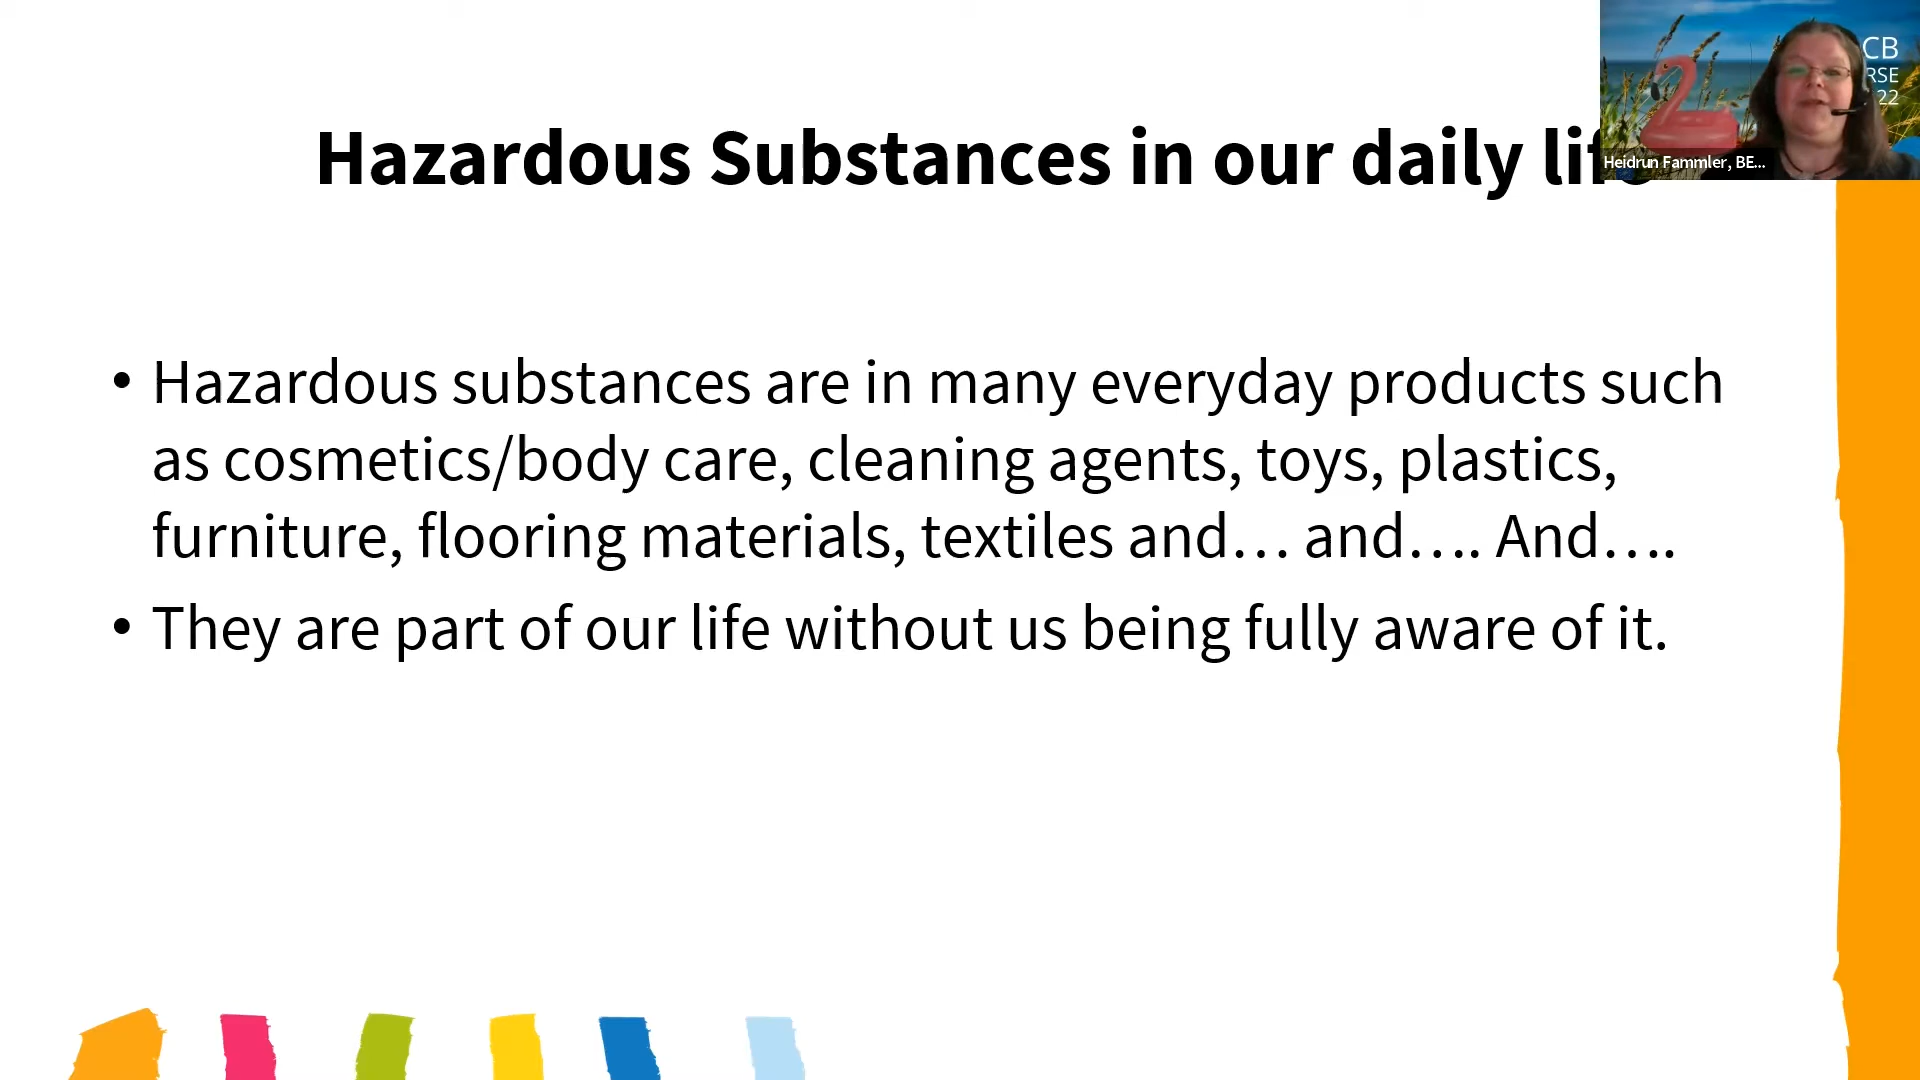 Hazardous Substances in our daily
CB
RSE
22
Heidrun Fammler, BE...
• Hazardous substances are in many everyday products such
as cosmetics/body care, cleaning agents, toys, plastics,
furniture, flooring materials, textiles and… and…. And….
• They are part of our life without us being fully aware of it.